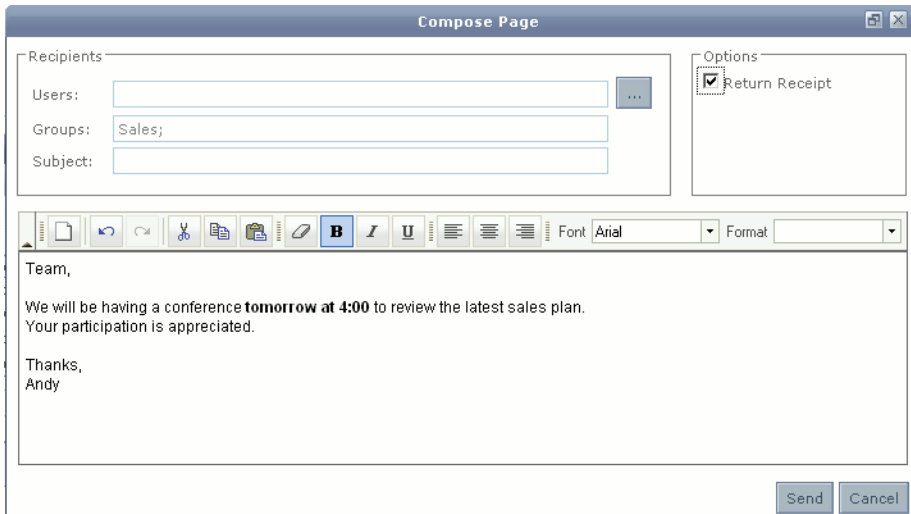 Compose Page
Recipients
Users:
...
Groups: Sales;
Subject:
Options
Return Receipt
B I U Font Arial Format
Team,
We will be having a conference tomorrow at 4:00 to review the latest sales plan.
Your participation is appreciated.
Thanks,
Andy
Send Cancel